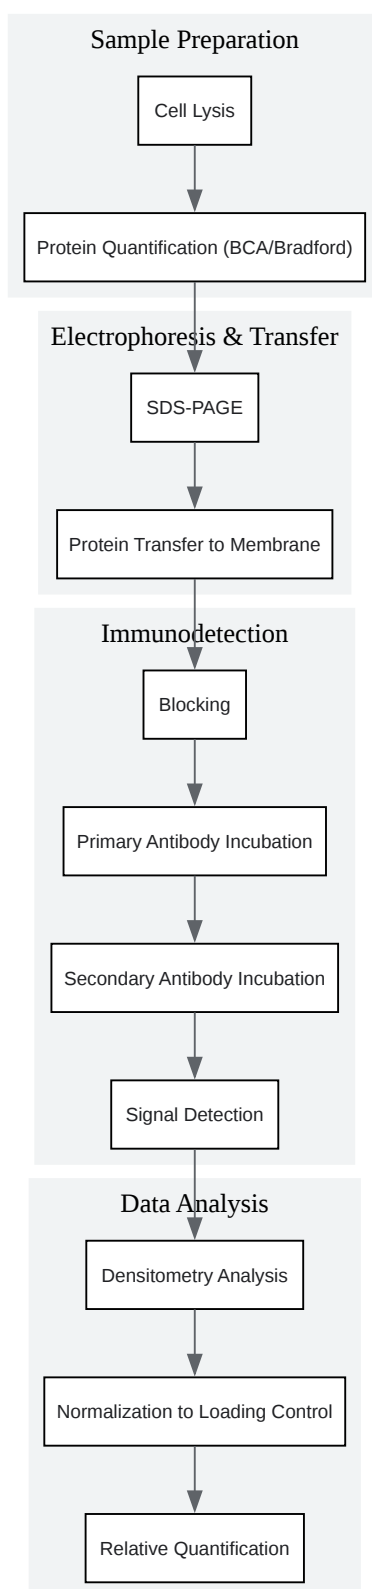 Sample Preparation
Cell Lysis
Protein Quantification (BCA/Bradford)
Electrophoresis & Transfer
SDS-PAGE
Protein Transfer to Membrane
Immunodetection
Blocking
Primary Antibody Incubation
Secondary Antibody Incubation
Signal Detection
Data Analysis
Densitometry Analysis
Normalization to Loading Control
Relative Quantification